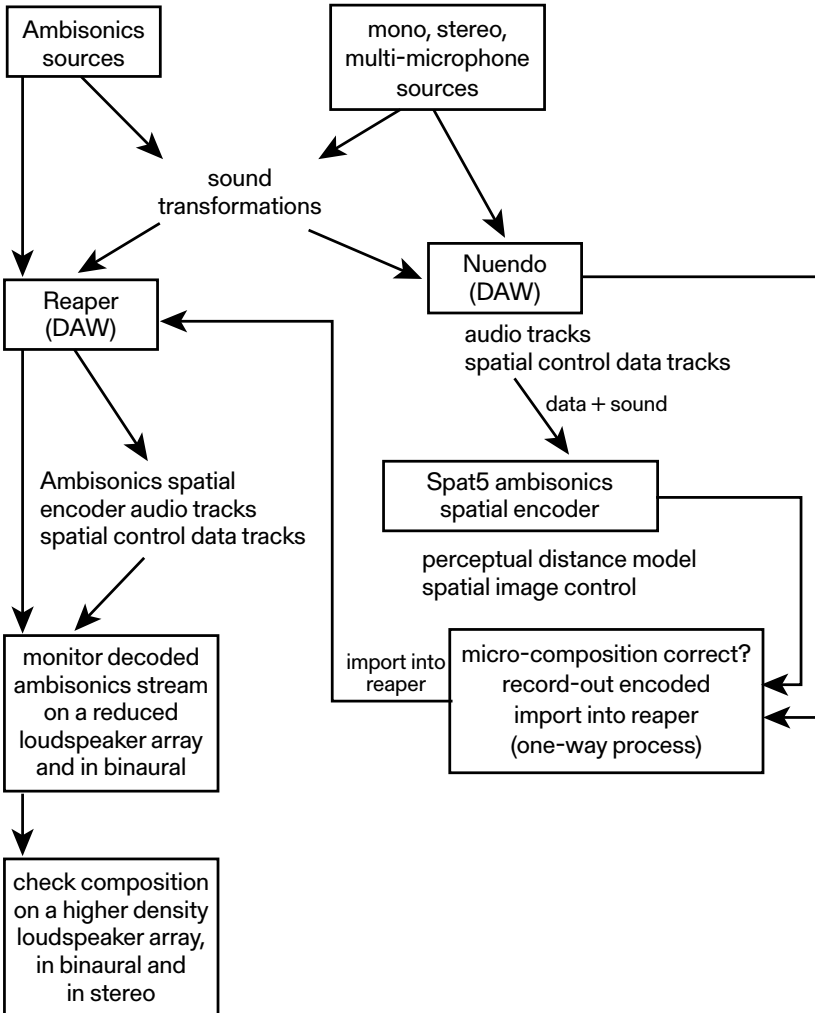 Ambisonics
sources
mono, stereo,
multi-microphone
sources
sound
transformations
Reaper
(DAW)
Nuendo
(DAW)
audio tracks
spatial control data tracks
data + sound
Ambisonics spatial
encoder audio tracks
spatial control data tracks
Spat5 ambisonics
spatial encoder
perceptual distance model
spatial image control
monitor decoded
ambisonics stream
on a reduced
loudspeaker array
and in binaural
import into
reaper
micro-composition correct?
record-out encoded
import into reaper
(one-way process)
check composition
on a higher density
loudspeaker array,
in binaural and
in stereo